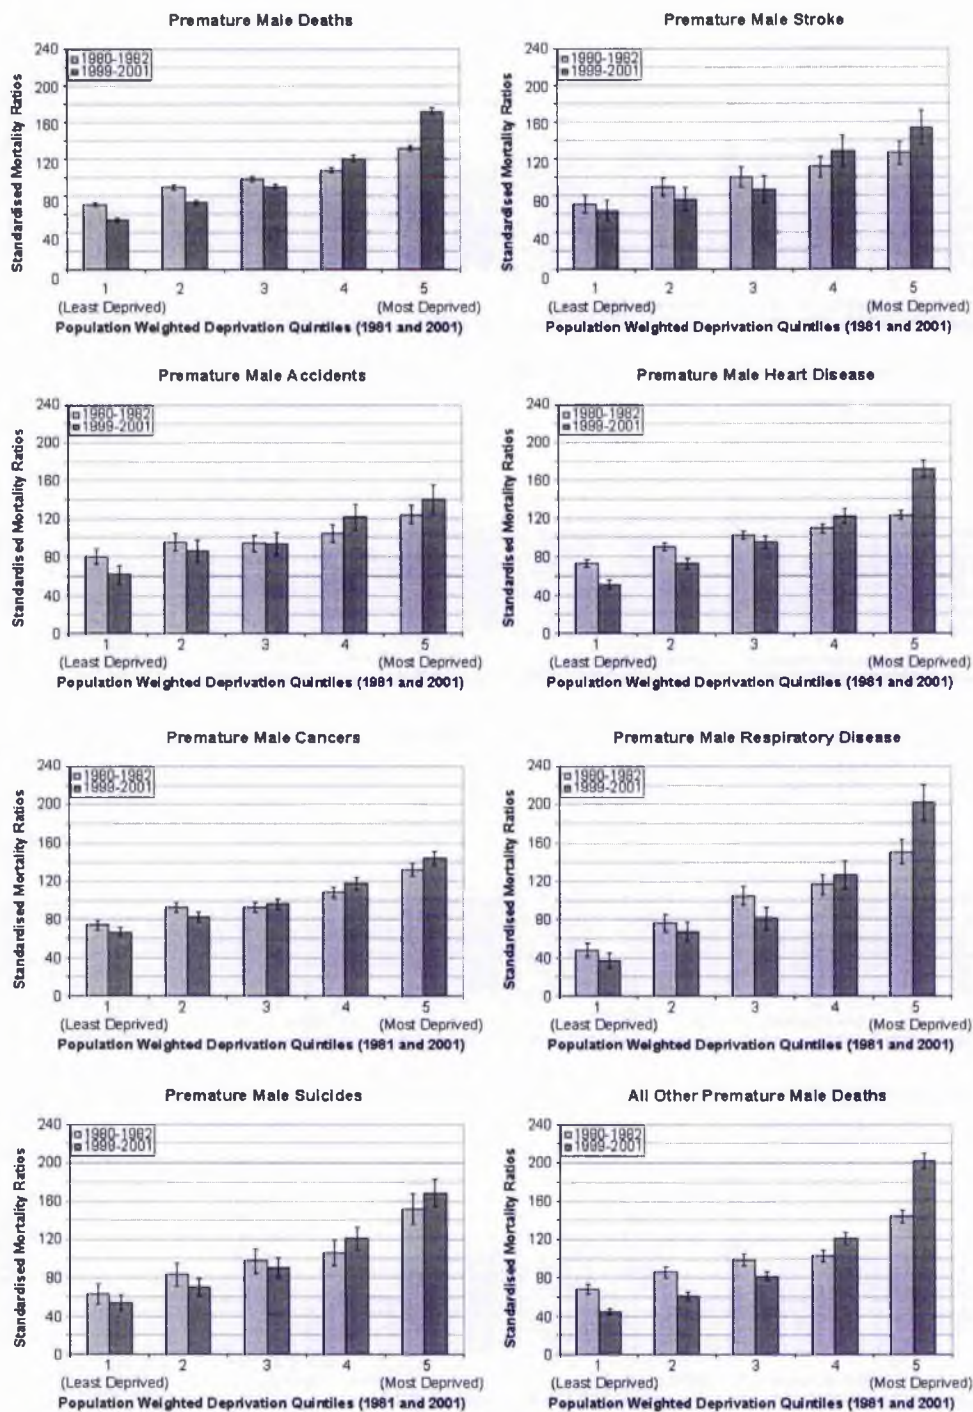 Premature Male Deaths
Standardised Mortality Ratios
240
200
160
120
80
40
0
1980-1982
1999-2001
1 2 3 4 5
(Least Deprived) (Most Deprived)
Population Weighted Deprivation Quintiles (1981 and 2001)
Premature Male Stroke
Standardised Mortality Ratios
240
200
160
120
80
40
0
1980-1982
1999-2001
1 2 3 4 5
(Least Deprived) (Most Deprived)
Population Weighted Deprivation Quintiles (1981 and 2001)
Premature Male Accidents
Standardised Mortality Ratios
240
200
160
120
80
40
0
1980-1982
1999-2001
1 2 3 4 5
(Least Deprived) (Most Deprived)
Population Weighted Deprivation Quintiles (1981 and 2001)
Premature Male Heart Disease
Standardised Mortality Ratios
240
200
160
120
80
40
0
1980-1982
1999-2001
1 2 3 4 5
(Least Deprived) (Most Deprived)
Population Weighted Deprivation Quintiles (1981 and 2001)
Premature Male Cancers
Standardised Mortality Ratios
240
200
160
120
80
40
0
1980-1982
1999-2001
1 2 3 4 5
(Least Deprived) (Most Deprived)
Population Weighted Deprivation Quintiles (1981 and 2001)
Premature Male Respiratory Disease
Standardised Mortality Ratios
240
200
160
120
80
40
0
1980-1982
1999-2001
1 2 3 4 5
(Least Deprived) (Most Deprived)
Population Weighted Deprivation Quintiles (1981 and 2001)
Premature Male Suicides
Standardised Mortality Ratios
240
200
160
120
80
40
0
1980-1982
1999-2001
1 2 3 4 5
(Least Deprived) (Most Deprived)
Population Weighted Deprivation Quintiles (1981 and 2001)
All Other Premature Male Deaths
Standardised Mortality Ratios
240
200
160
120
80
40
0
1980-1982
1999-2001
1 2 3 4 5
(Least Deprived) (Most Deprived)
Population Weighted Deprivation Quintiles (1981 and 2001)